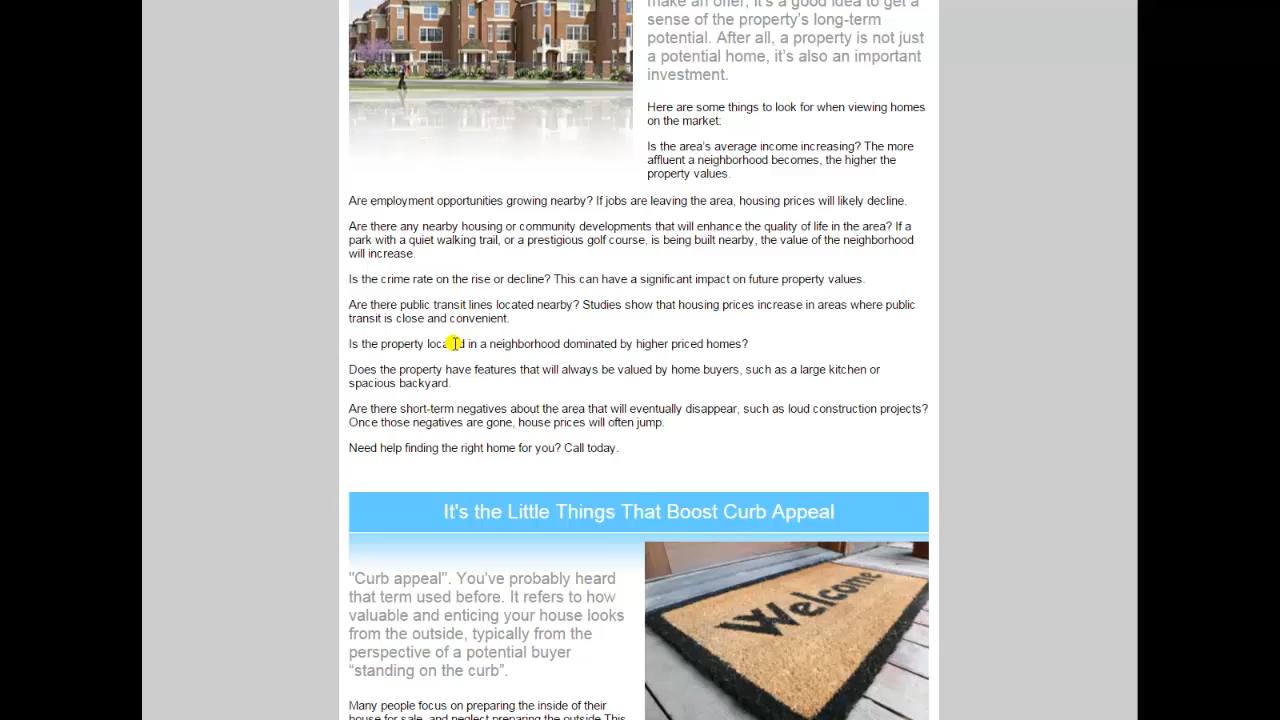 make an offer, it's a good idea to get a
sense of the property's long-term
potential. After all, a property is not just
a potential home, it's also an important
investment.
Here are some things to look for when viewing homes
on the market:
Is the area's average income increasing? The more
affluent a neighborhood becomes, the higher the
property values.
Are employment opportunities growing nearby? If jobs are leaving the area, housing prices will likely decline.
Are there any nearby housing or community developments that will enhance the quality of life in the area? If a
park with a quiet walking trail, or a prestigious golf course, is being built nearby, the value of the neighborhood
will increase.
Is the crime rate on the rise or decline? This can have a significant impact on future property values.
Are there public transit lines located nearby? Studies show that housing prices increase in areas where public
transit is close and convenient.
Is the property located in a neighborhood dominated by higher priced homes?
Does the property have features that will always be valued by home buyers, such as a large kitchen or
spacious backyard.
Are there short-term negatives about the area that will eventually disappear, such as loud construction projects?
Once those negatives are gone, house prices will often jump.
Need help finding the right home for you? Call today.
It's the Little Things That Boost Curb Appeal
"Curb appeal". You've probably heard
that term used before. It refers to how
valuable and enticing your house looks
from the outside, typically from the
perspective of a potential buyer
“standing on the curb”.
Welcome
Many people focus on preparing the inside of their
house for sale, and neglect preparing the outside.This